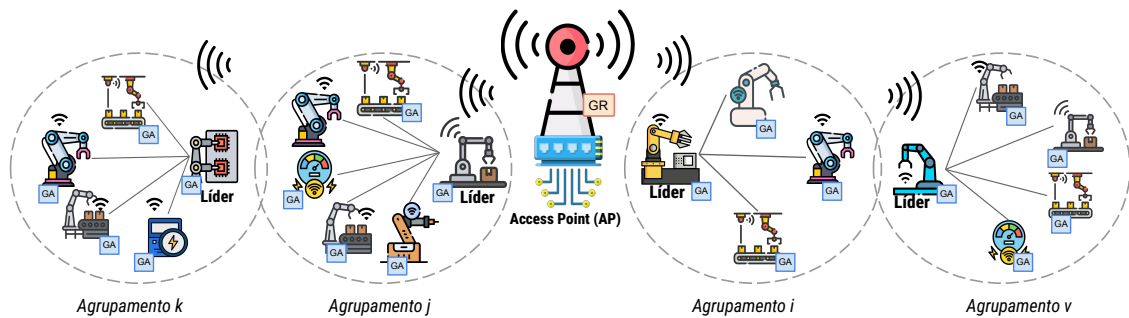 GA
GA
GA
Líder
GA
GA
GA
GA
GA
Líder
GA
GA
GR
Access Point (AP)
GA
Líder
GA
GA
GA
GA
GA
Líder
GA
GA
GA
Agrupamento k
Agrupamento j
Agrupamento i
Agrupamento v